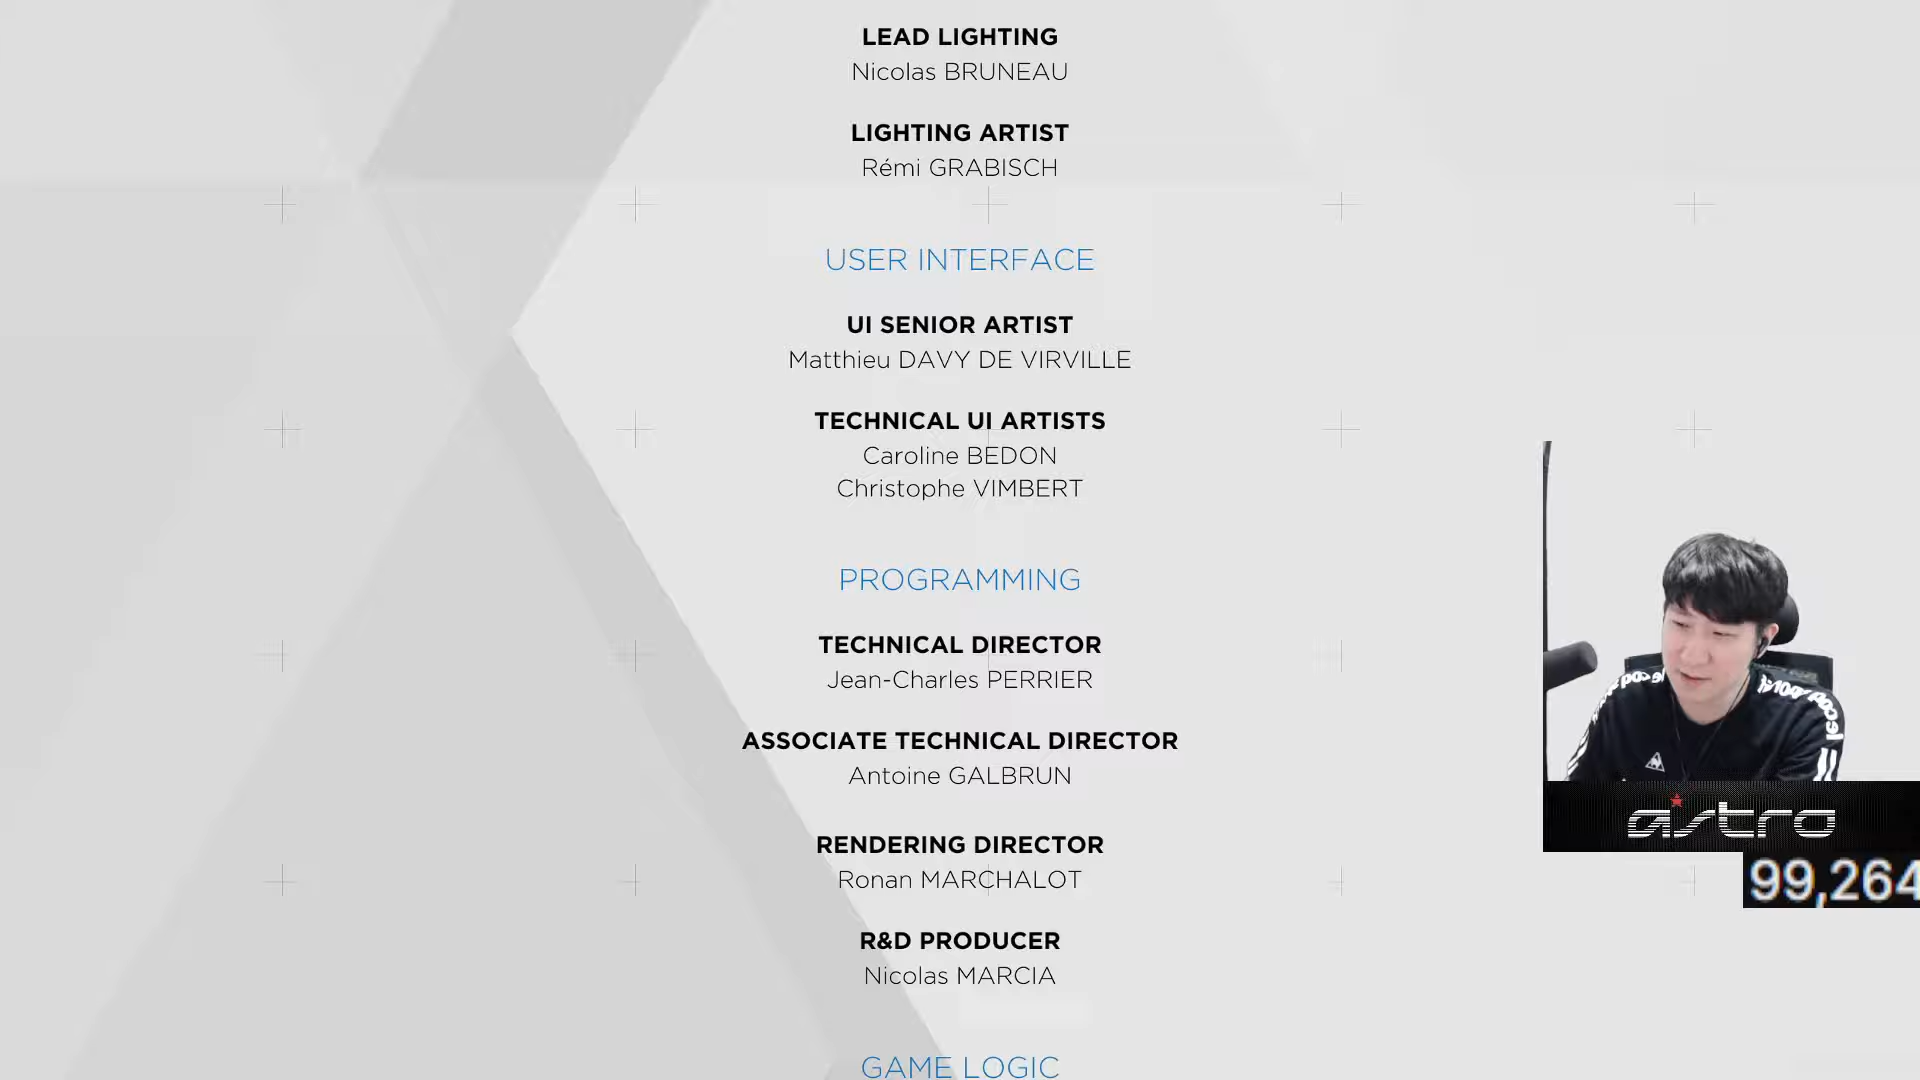 LEAD LIGHTING
Nicolas BRUNEAU
LIGHTING ARTIST
Rémi GRABISCH
USER INTERFACE
UI SENIOR ARTIST
Matthieu DAVY DE VIRVILLE
TECHNICAL UI ARTISTS
Caroline BEDON
Christophe VIMBERT
PROGRAMMING
TECHNICAL DIRECTOR
Jean-Charles PERRIER
ASSOCIATE TECHNICAL DIRECTOR
Antoine GALBRUN
RENDERING DIRECTOR
Ronan MARCHALOT
R&D PRODUCER
Nicolas MARCIA
GAME LOGIC
astro
99,264